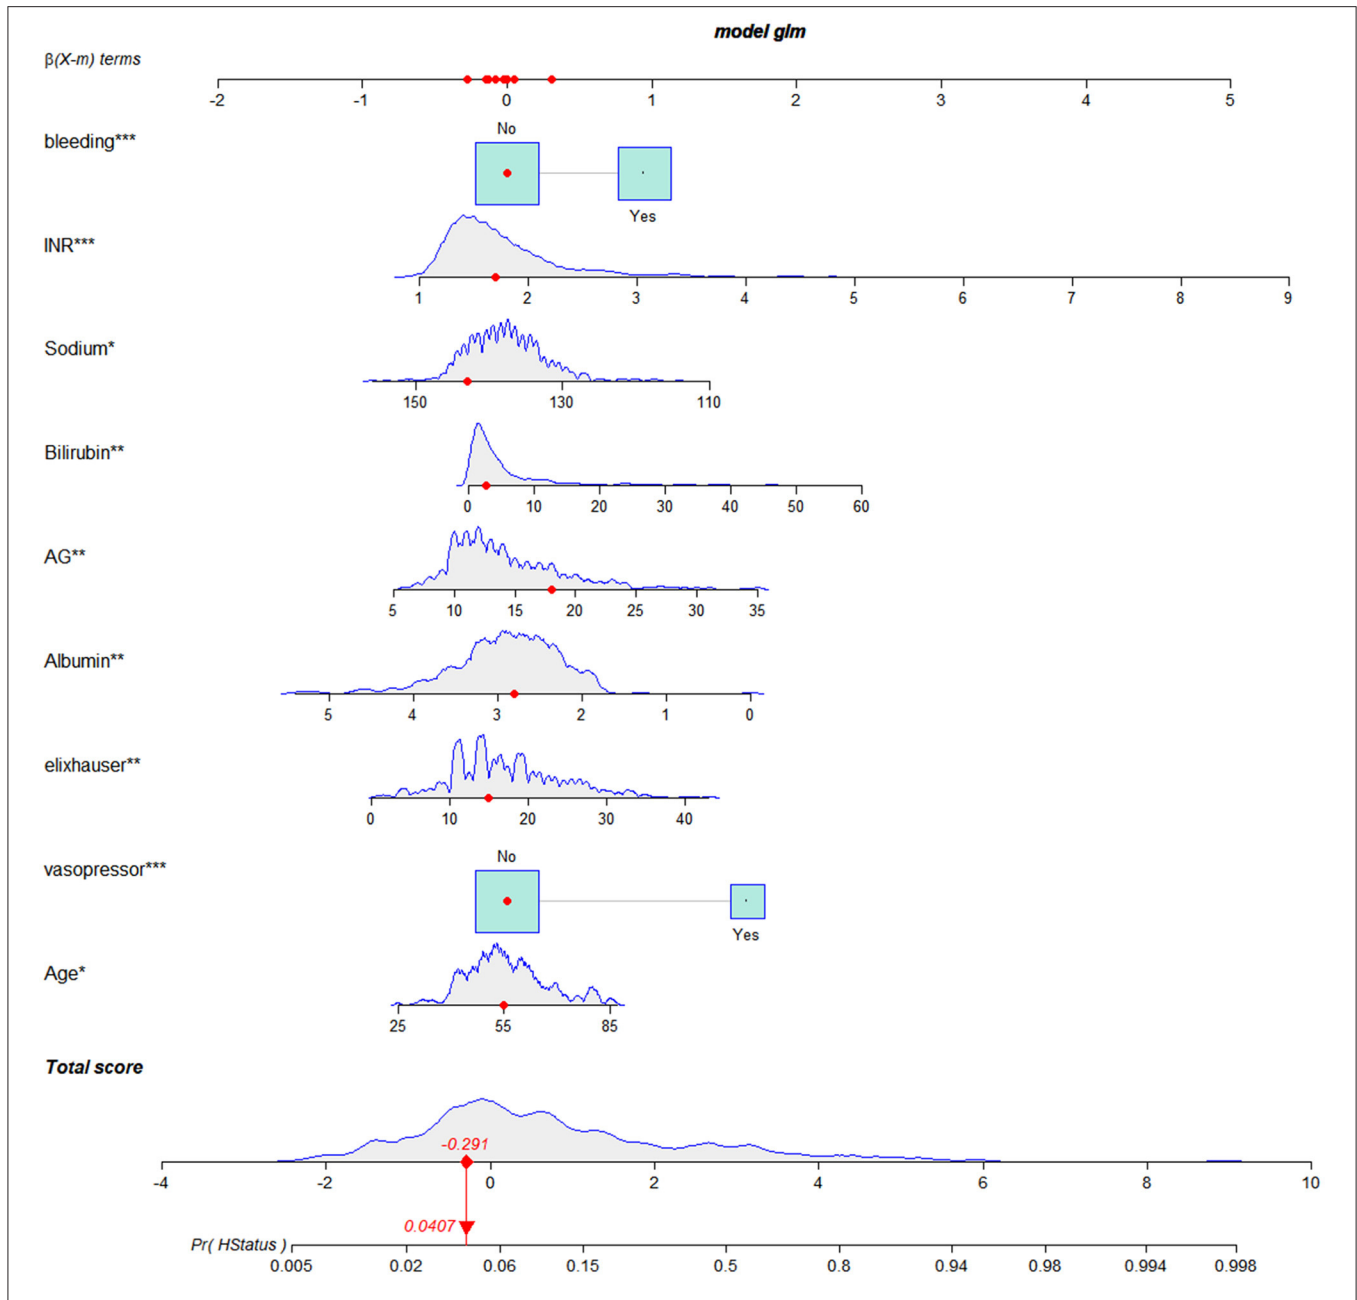 model glm
β(X-m) terms
-2 -1 0 1 2 3 4 5
No
bleeding***
Yes
INR***
1 2 3 4 5 6 7 8 9
Sodium*
150 130 110
Bilirubin**
0 10 20 30 40 50 60
AG**
5 10 15 20 25 30 35
Albumin**
5 4 3 2 1 0
elixhauser**
0 10 20 30 40
No
vasopressor***
Yes
Age*
25 55 85
Total score
-0.291
-4 -2 0 2 4 6 8 10
0.0407
Pr( HStatus )
0.005 0.02 0.06 0.15 0.5 0.8 0.94 0.98 0.994 0.998